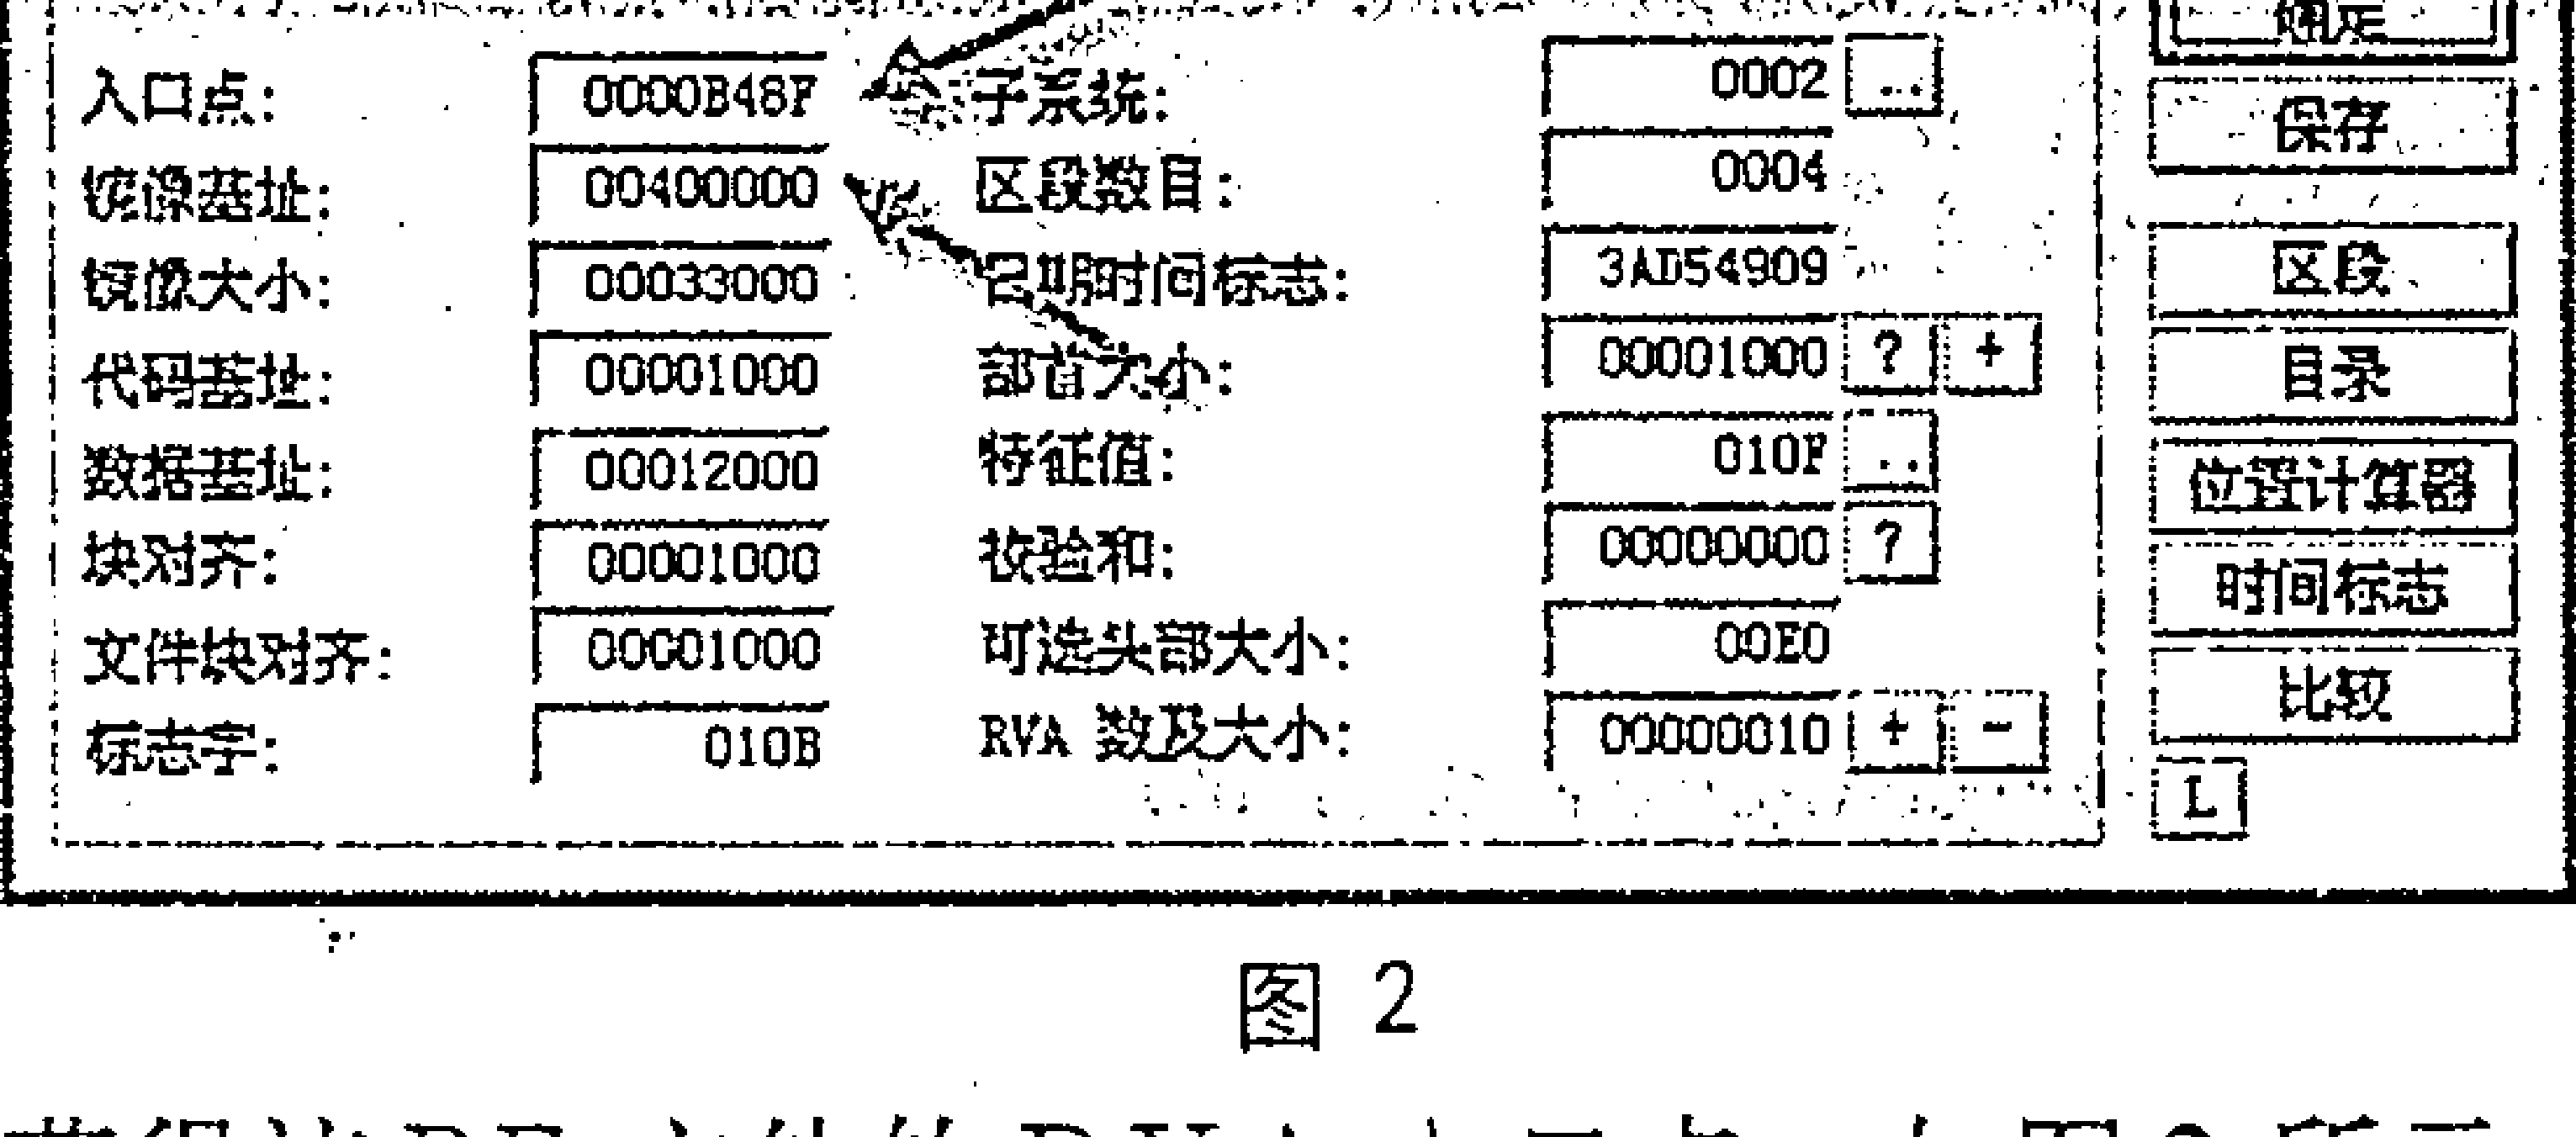 确定
入口点: 0000B48F 子系统: 0002 ..
保存
镜像基址: 00400000 区段数目: 0004
镜像大小: 00033000 日期时间标志: 3AD54909
区段
代码基址: 00001000 部首大小: 00001000 ? +
目录
数据基址: 00012000 特征值: 010F ..
位置计算器
块对齐: 00001000 校验和: 00000000 ?
时间标志
文件块对齐: 00001000 可选头部大小: 00E0
比较
标志字: 010B RVA 数及大小: 00000010 + -
L
图 2